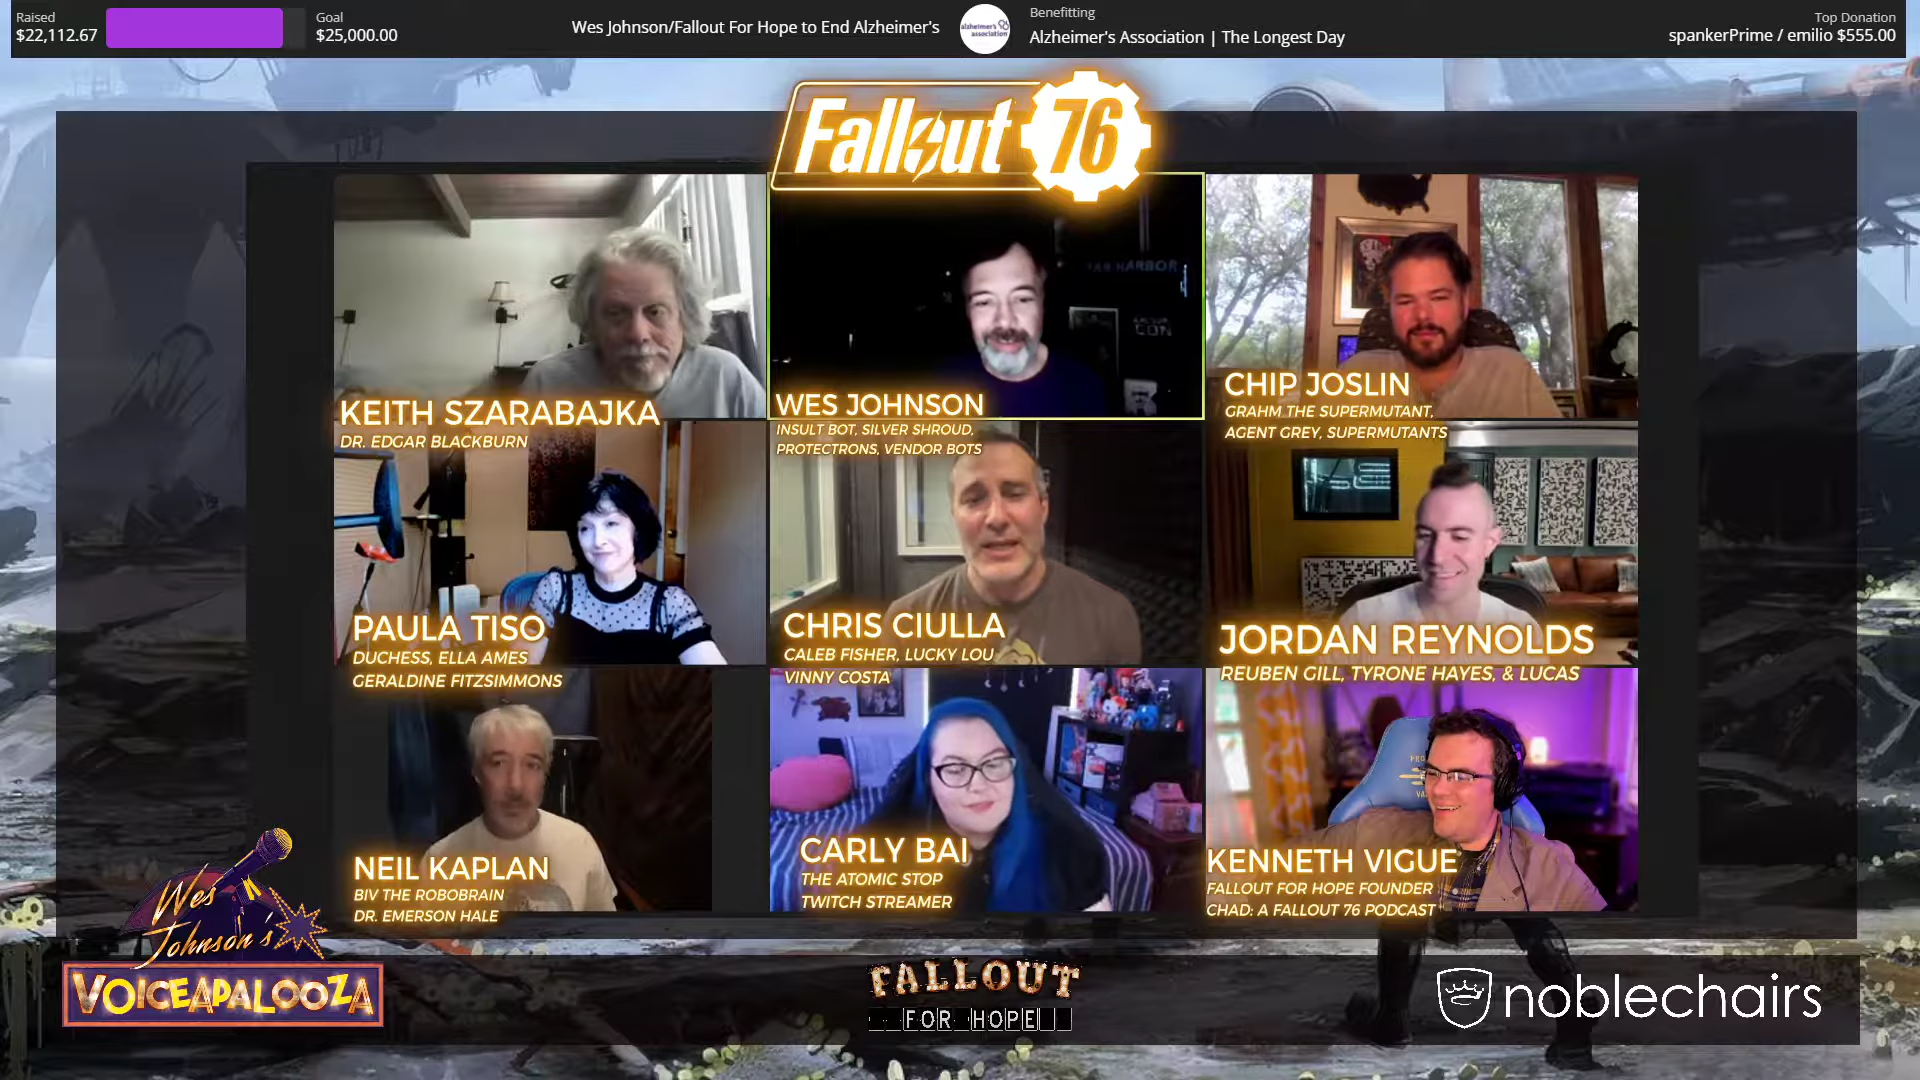 Raised
$22,112.67
Goal
$25,000.00
Wes Johnson/Fallout For Hope to End Alzheimer's
alzheimer's association
Benefitting
Alzheimer's Association | The Longest Day
Top Donation
spankerPrime / emilio $555.00
Fallout 76
KEITH SZARABAJKA
DR. EDGAR BLACKBURN
WES JOHNSON
INSULT BOT, SILVER SHROUD,
PROTECTRONS, VENDOR BOTS
CHIP JOSLIN
GRAHM THE SUPERMUTANT,
AGENT GREY, SUPERMUTANTS
PAULA TISO
DUCHESS, ELLA AMES
GERALDINE FITZSIMMONS
CHRIS CIULLA
CALEB FISHER, LUCKY LOU
VINNY COSTA
JORDAN REYNOLDS
REUBEN GILL, TYRONE HAYES, & LUCAS
NEIL KAPLAN
BIV THE ROBOBRAIN
DR. EMERSON HALE
CARLY BAI
THE ATOMIC STOP
TWITCH STREAMER
KENNETH VIGUE
FALLOUT FOR HOPE FOUNDER
CHAD: A FALLOUT 76 PODCAST
Wes
Johnson's
VOICEAPALOOZA
FALLOUT
FOR HOPE
noblechairs